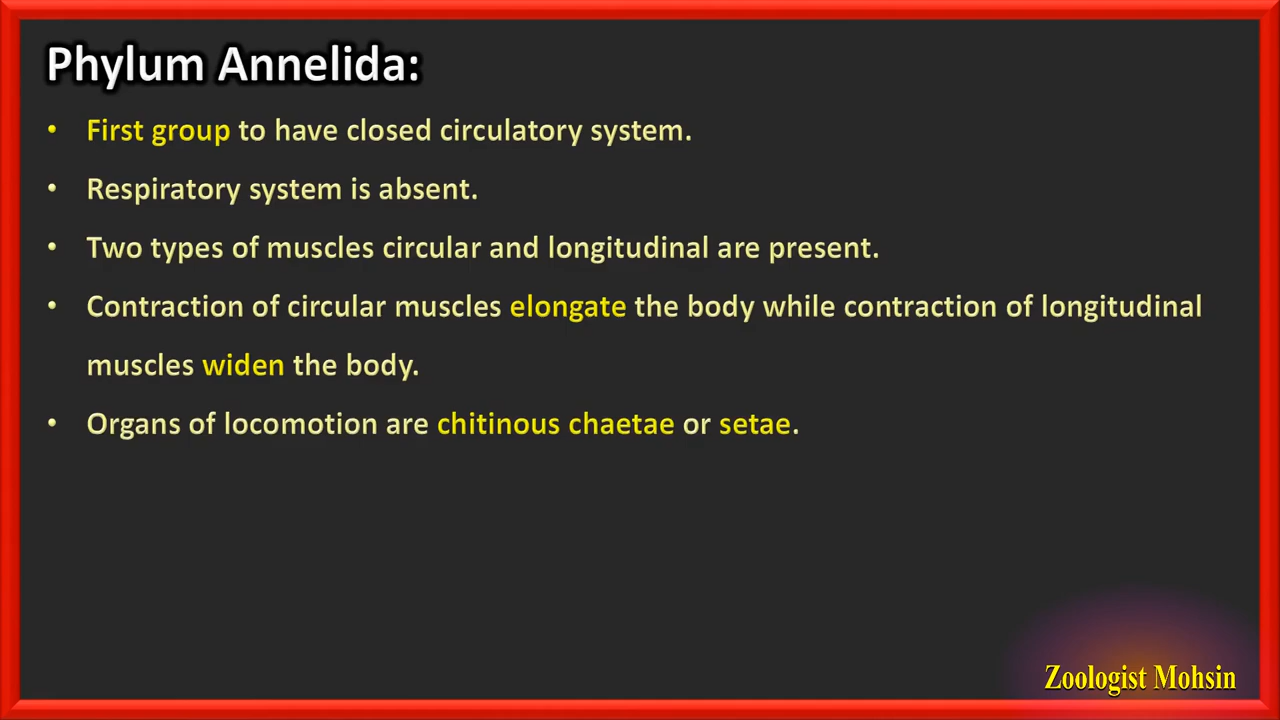 Phylum Annelida:
• First group to have closed circulatory system.
• Respiratory system is absent.
• Two types of muscles circular and longitudinal are present.
• Contraction of circular muscles elongate the body while contraction of longitudinal
muscles widen the body.
• Organs of locomotion are chitinous chaetae or setae.
Zoologist Mohsin